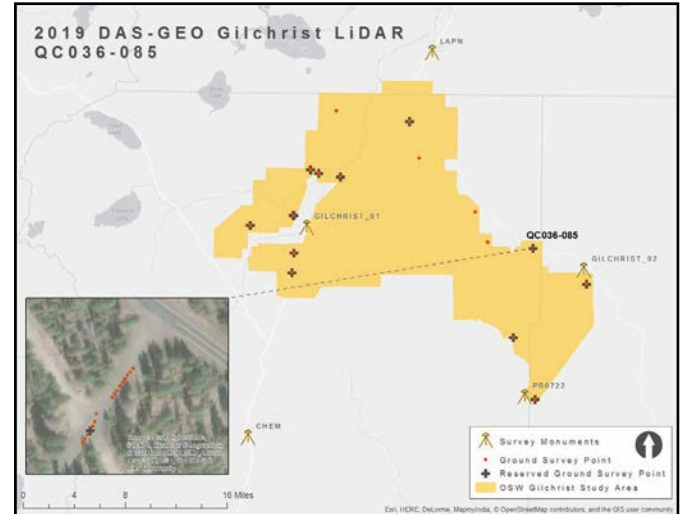 2019 DAS-GEO Gilchrist LiDAR
QC036-085
LAPN
GILCHRIST_01
QC036-085
GILCHRIST_02
PB0722
CHEM
Survey Monuments
Ground Survey Point
Reserved Ground Survey Point
OSW Gilchrist Study Area
0 4 8 16 Miles
Esri, HERE, DeLorme, MapmyIndia, © OpenStreetMap contributors, and the GIS user community